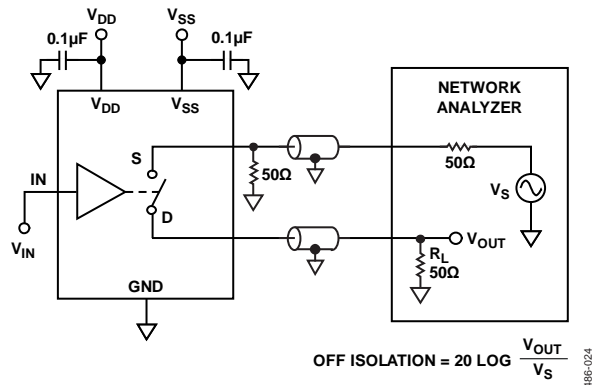 VDD
VSS
0.1µF
0.1µF
VDD
VSS
NETWORK
ANALYZER
S
50Ω
50Ω
IN
VS
D
VOUT
VIN
RL
50Ω
GND
OFF ISOLATION = 20 LOG VOUT
VS